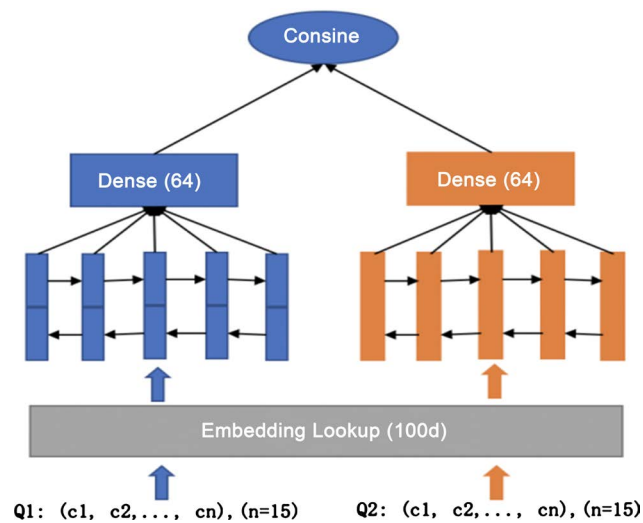 Consine
Dense (64)
Dense (64)
Embedding Lookup (100d)
Q1: (c1, c2,..., cn), (n=15)
Q2: (c1, c2,..., cn), (n=15)